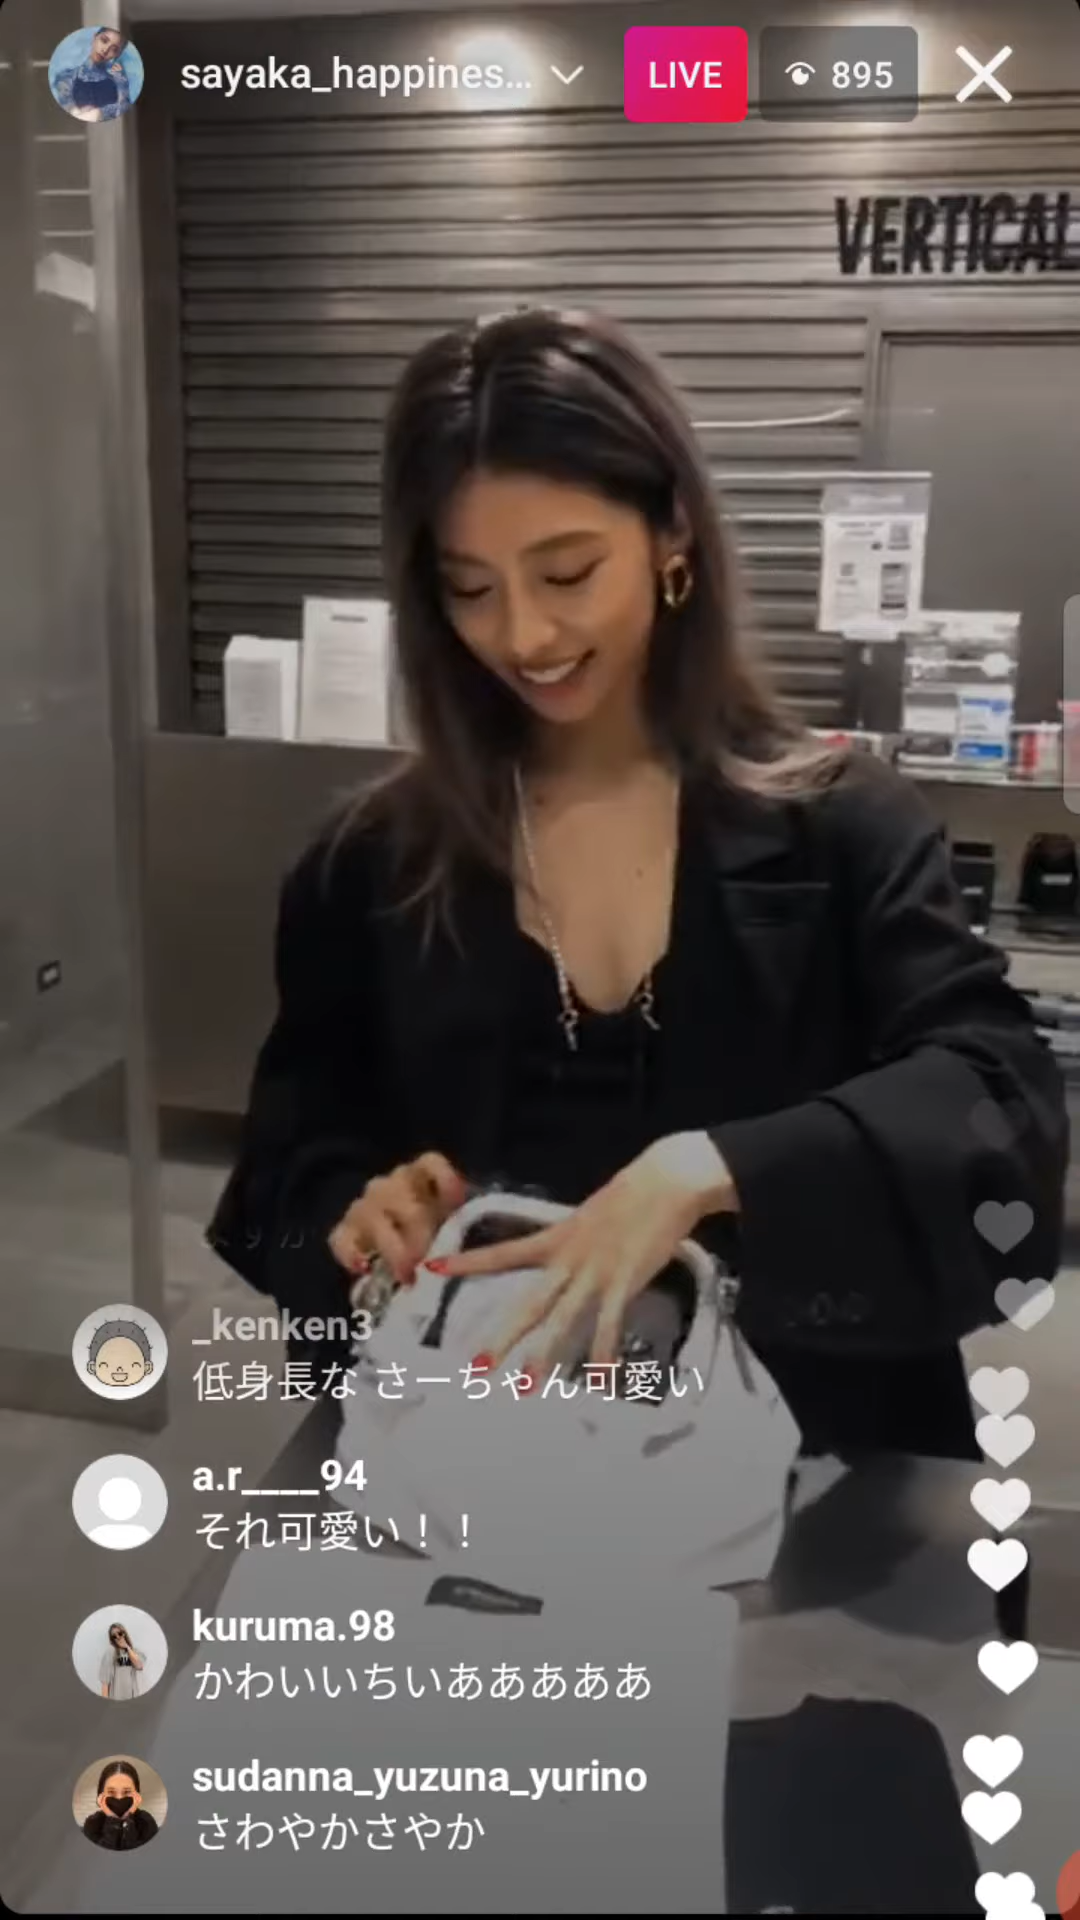 sayaka_happines...
LIVE
895
VERTICAL
_kenken3
低身長な さーちゃん可愛い
a.r____94
それ可愛い！！
kuruma.98
かわいいちいあああああ
sudanna_yuzuna_yurino
さわやかさやか